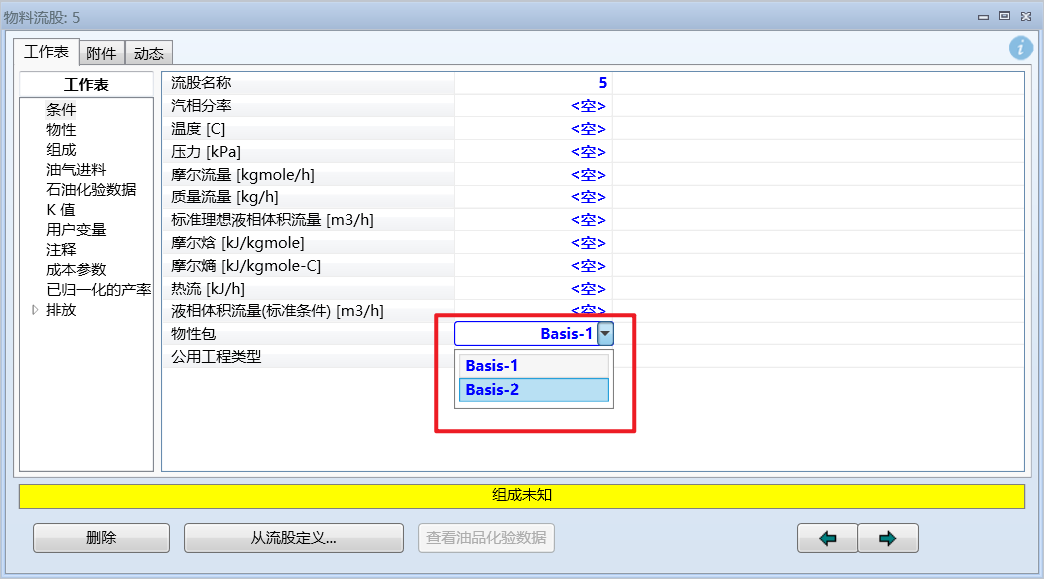 物料流股: 5
工作表 附件 动态
工作表
条件
物性
组成
油气进料
石油化验数据
K 值
用户变量
注释
成本参数
已归一化的产率
排放
流股名称 5
汽相分率 <空>
温度 [C] <空>
压力 [kPa] <空>
摩尔流量 [kgmole/h] <空>
质量流量 [kg/h] <空>
标准理想液相体积流量 [m3/h] <空>
摩尔焓 [kJ/kgmole] <空>
摩尔熵 [kJ/kgmole-C] <空>
热流 [kJ/h] <空>
液相体积流量(标准条件) [m3/h] <空>
物性包 Basis-1
公用工程类型
Basis-1
Basis-2
组成未知
删除 从流股定义... 查看油品化验数据